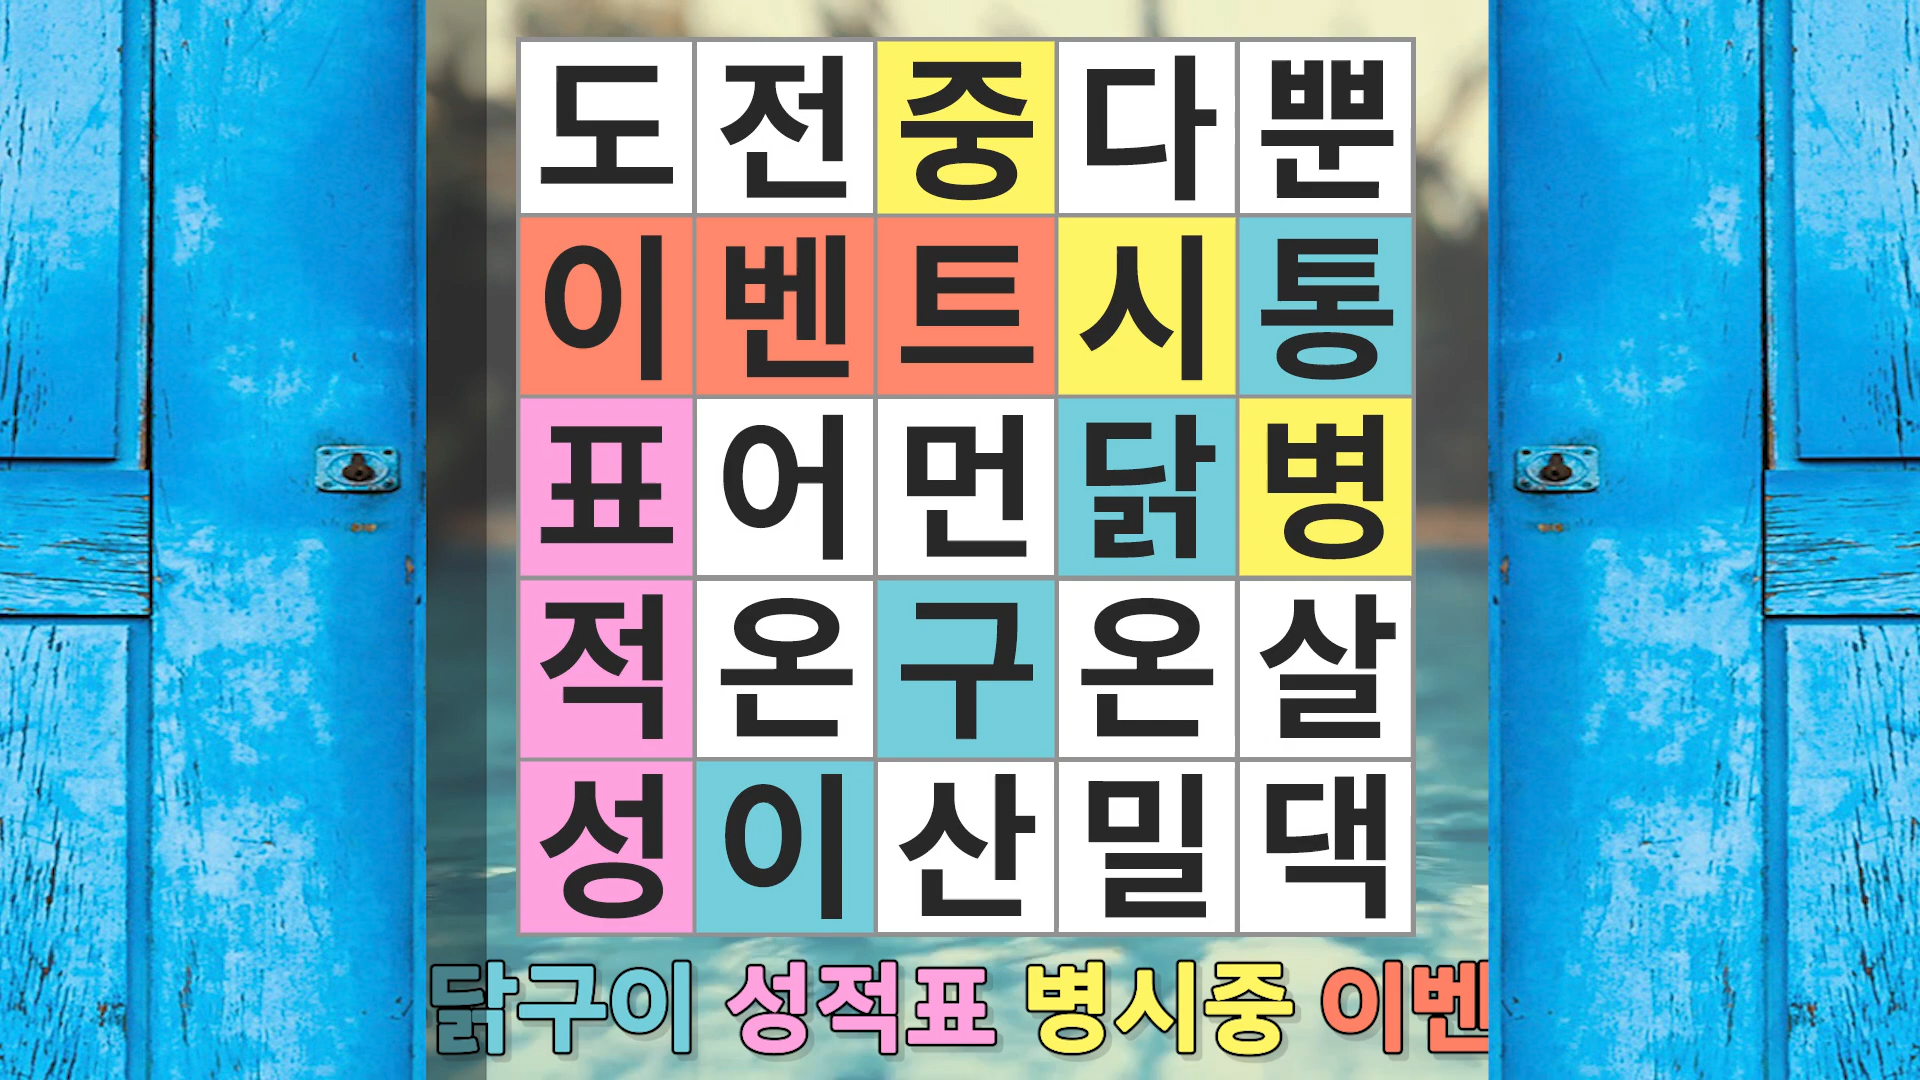 도 전 중 다 뿐
이 벤 트 시 통
표 어 먼 닭 병
적 온 구 온 살
성 이 산 밀 댁
닭구이 성적표 병시중 이벤